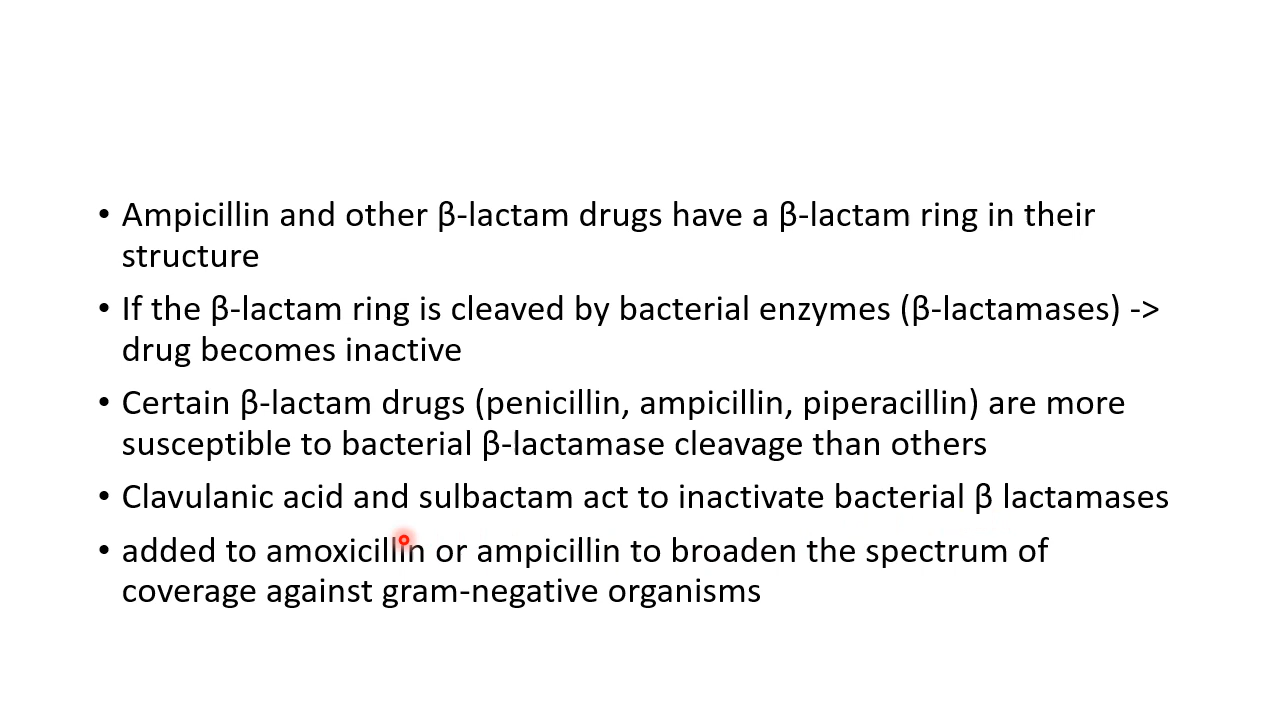 • Ampicillin and other β-lactam drugs have a β-lactam ring in their
structure
• If the β-lactam ring is cleaved by bacterial enzymes (β-lactamases) ->
drug becomes inactive
• Certain β-lactam drugs (penicillin, ampicillin, piperacillin) are more
susceptible to bacterial β-lactamase cleavage than others
• Clavulanic acid and sulbactam act to inactivate bacterial β lactamases
• added to amoxicillin or ampicillin to broaden the spectrum of
coverage against gram-negative organisms